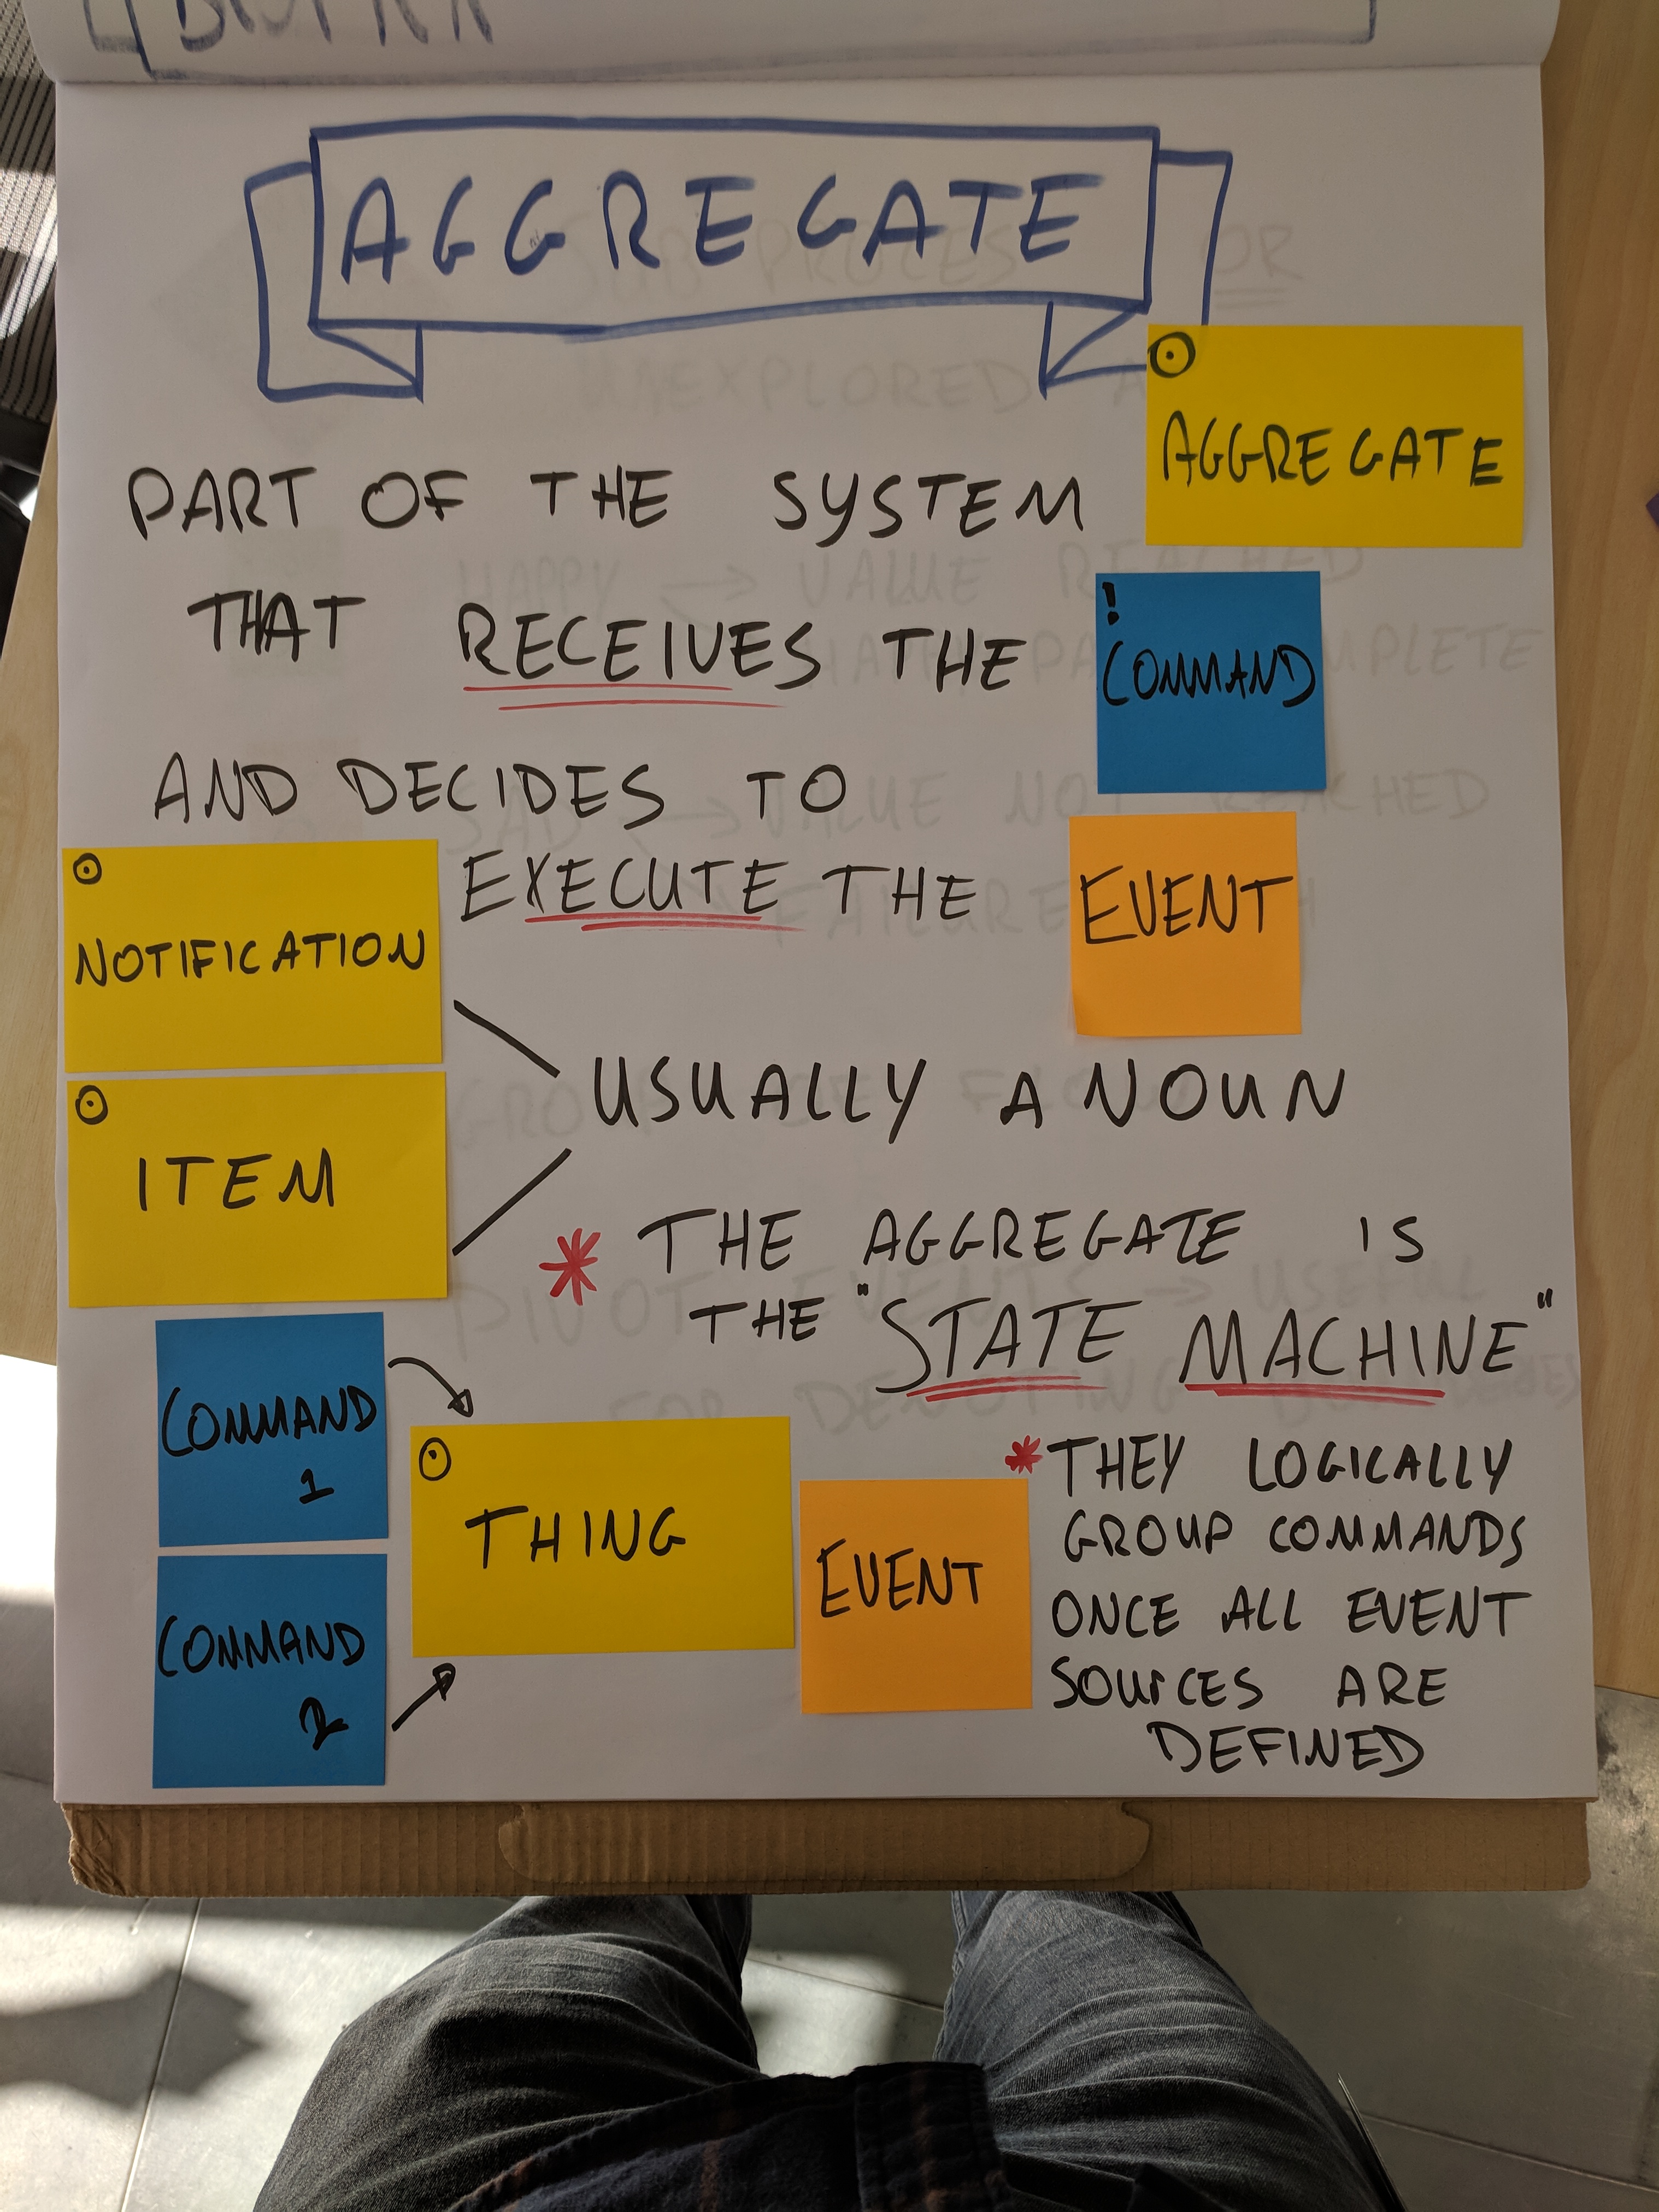 AGGREGATE
AGGREGATE
PART OF THE SYSTEM
THAT RECEIVES THE
! COMMAND
AND DECIDES TO
EXECUTE THE
EVENT
NOTIFICATION
ITEM
USUALLY A NOUN
* THE AGGREGATE IS
THE "STATE MACHINE"
COMMAND
1
COMMAND
2
THING
EVENT
* THEY LOGICALLY
GROUP COMMANDS
ONCE ALL EVENT
SOURCES ARE
DEFINED